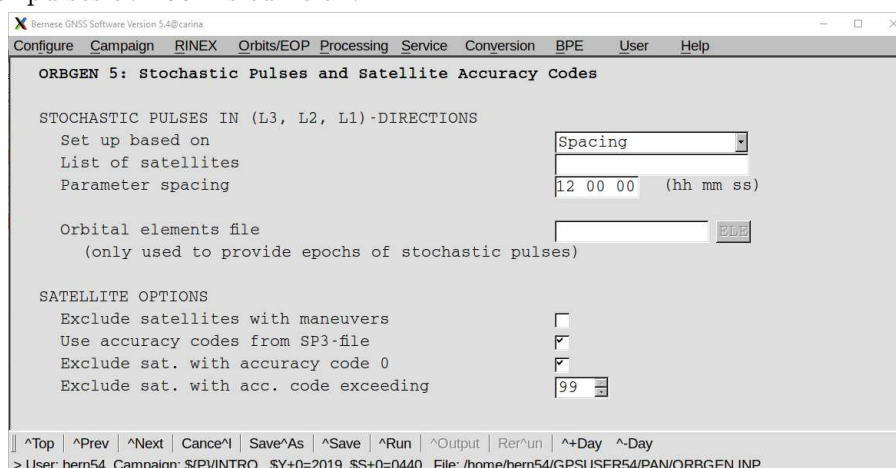 Bernese GNSS Software Version 5.4@carina
Configure Campaign RINEX Orbits/EOP Processing Service Conversion BPE User Help
ORBGEN 5: Stochastic Pulses and Satellite Accuracy Codes
STOCHASTIC PULSES IN (L3, L2, L1)-DIRECTIONS
Set up based on Spacing
List of satellites
Parameter spacing 12 00 00 (hh mm ss)
Orbital elements file ELE
(only used to provide epochs of stochastic pulses)
SATELLITE OPTIONS
Exclude satellites with maneuvers
Use accuracy codes from SP3-file
Exclude sat. with accuracy code 0
Exclude sat. with acc. code exceeding 99
^Top | ^Prev | ^Next | Cance^l | Save^As | ^Save | ^Run | ^Output | Rer^un | ^+Day ^-Day
> User: bern54 Campaign: ${P}/INTRO $Y+0=2019 $S+0=0440 File: /home/bern54/GPSUSER54/PAN/ORBGEN.INP